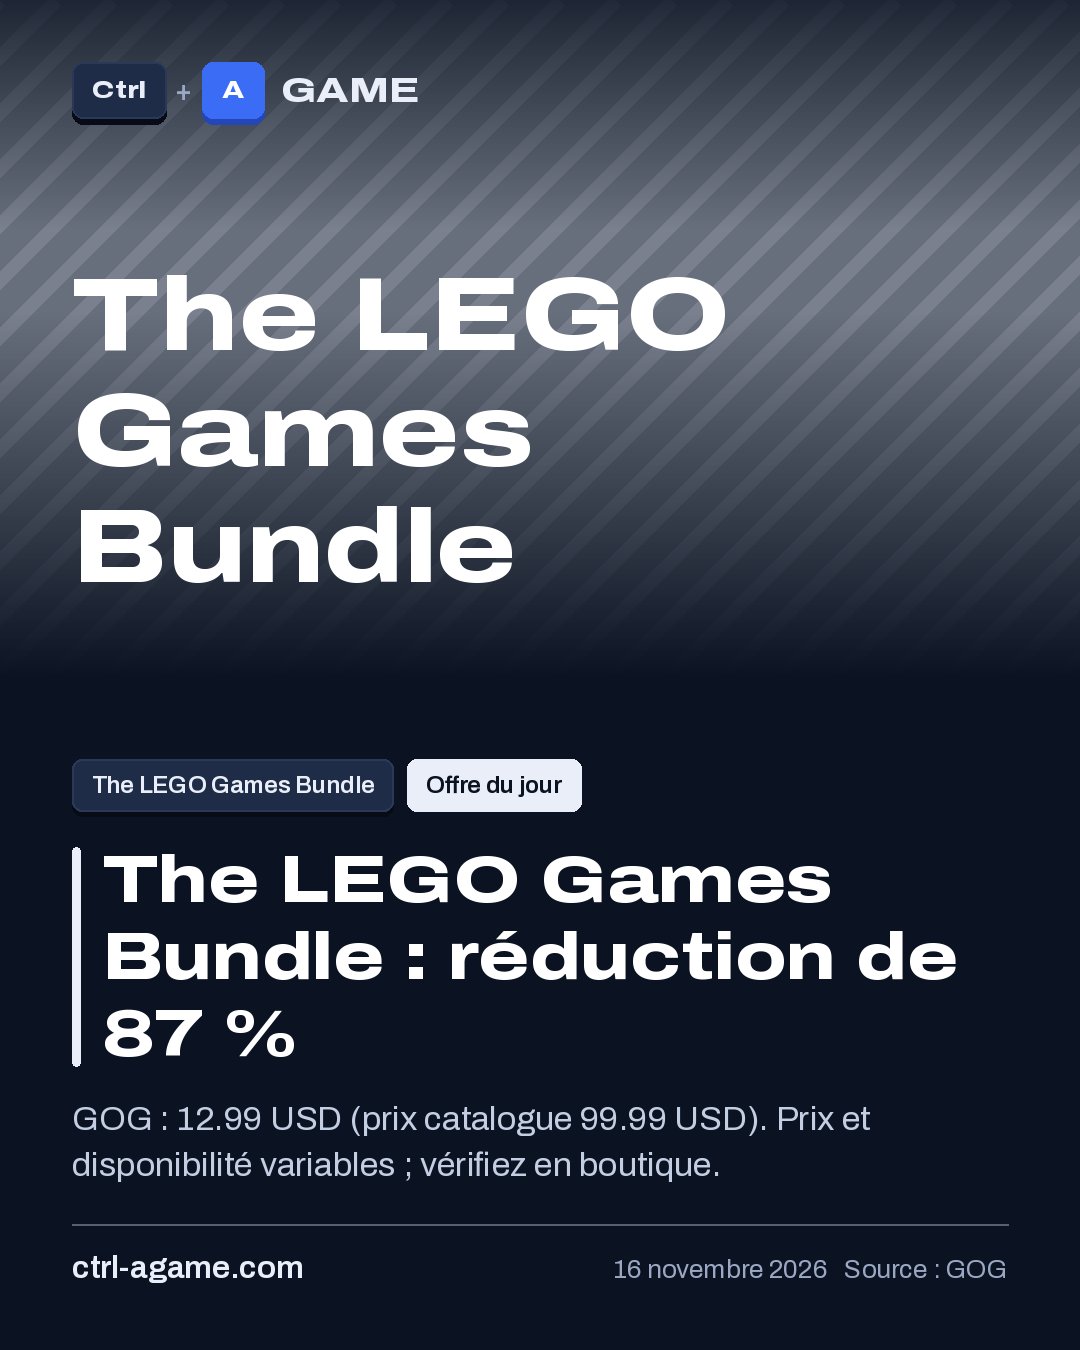 Ctrl + A GAME
The LEGO
Games
Bundle
The LEGO Games Bundle Offre du jour
The LEGO Games
Bundle : réduction de
87 %
GOG : 12.99 USD (prix catalogue 99.99 USD). Prix et
disponibilité variables ; vérifiez en boutique.
ctrl-agame.com 16 novembre 2026 Source : GOG